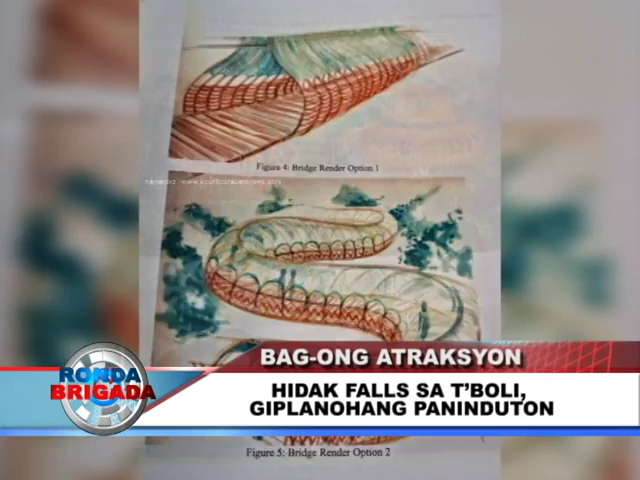 Figure 4: Bridge Render Option 1
RONDA
BRIGADA
BAG-ONG ATRAKSYON
HIDAK FALLS SA T'BOLI,
GIPLANOHANG PANINDUTON
Figure 5: Bridge Render Option 2